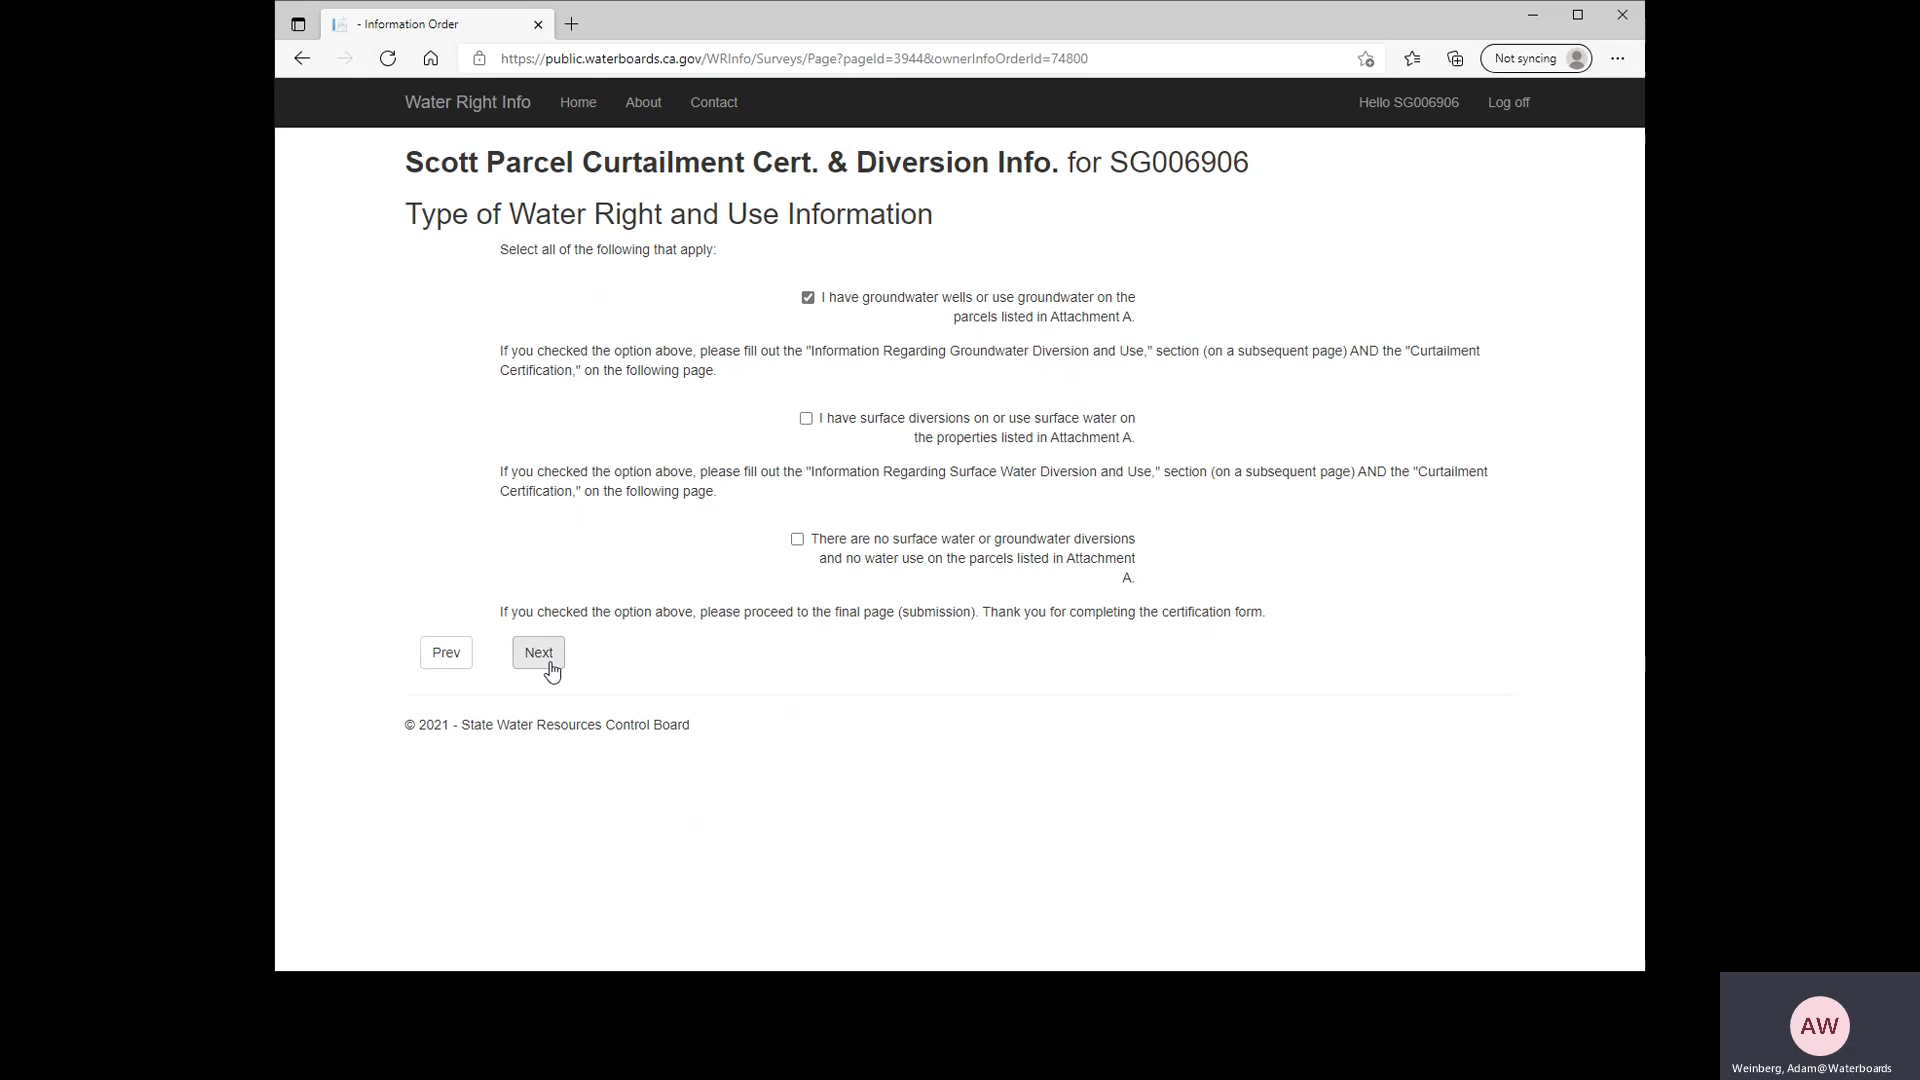 - Information Order
https://public.waterboards.ca.gov/WRInfo/Surveys/Page?pageId=3944&ownerInfoOrderId=74800
Not syncing
Water Right Info Home About Contact Hello SG006906 Log off
Scott Parcel Curtailment Cert. & Diversion Info. for SG006906
Type of Water Right and Use Information
Select all of the following that apply:
I have groundwater wells or use groundwater on the
parcels listed in Attachment A.
If you checked the option above, please fill out the "Information Regarding Groundwater Diversion and Use," section (on a subsequent page) AND the "Curtailment
Certification," on the following page.
I have surface diversions on or use surface water on
the properties listed in Attachment A.
If you checked the option above, please fill out the "Information Regarding Surface Water Diversion and Use," section (on a subsequent page) AND the "Curtailment
Certification," on the following page.
There are no surface water or groundwater diversions
and no water use on the parcels listed in Attachment
A.
If you checked the option above, please proceed to the final page (submission). Thank you for completing the certification form.
Prev Next
© 2021 - State Water Resources Control Board
AW
Weinberg, Adam@Waterboards